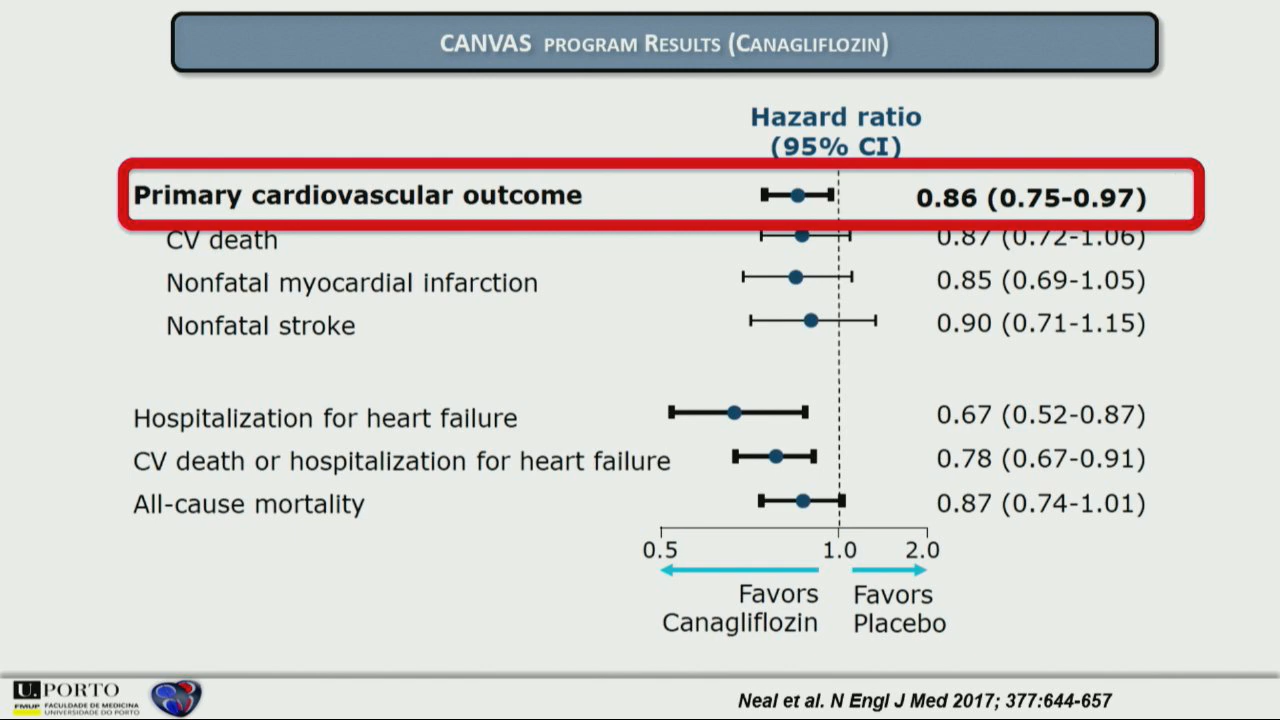 CANVAS PROGRAM RESULTS (CANAGLIFLOZIN)
Hazard ratio
(95% CI)
Primary cardiovascular outcome 0.86 (0.75-0.97)
CV death 0.87 (0.72-1.06)
Nonfatal myocardial infarction 0.85 (0.69-1.05)
Nonfatal stroke 0.90 (0.71-1.15)
Hospitalization for heart failure 0.67 (0.52-0.87)
CV death or hospitalization for heart failure 0.78 (0.67-0.91)
All-cause mortality 0.87 (0.74-1.01)
0.5 1.0 2.0
Favors Favors
Canagliflozin Placebo
U. PORTO
FMUP FACULDADE DE MEDICINA
UNIVERSIDADE DO PORTO
Neal et al. N Engl J Med 2017; 377:644-657